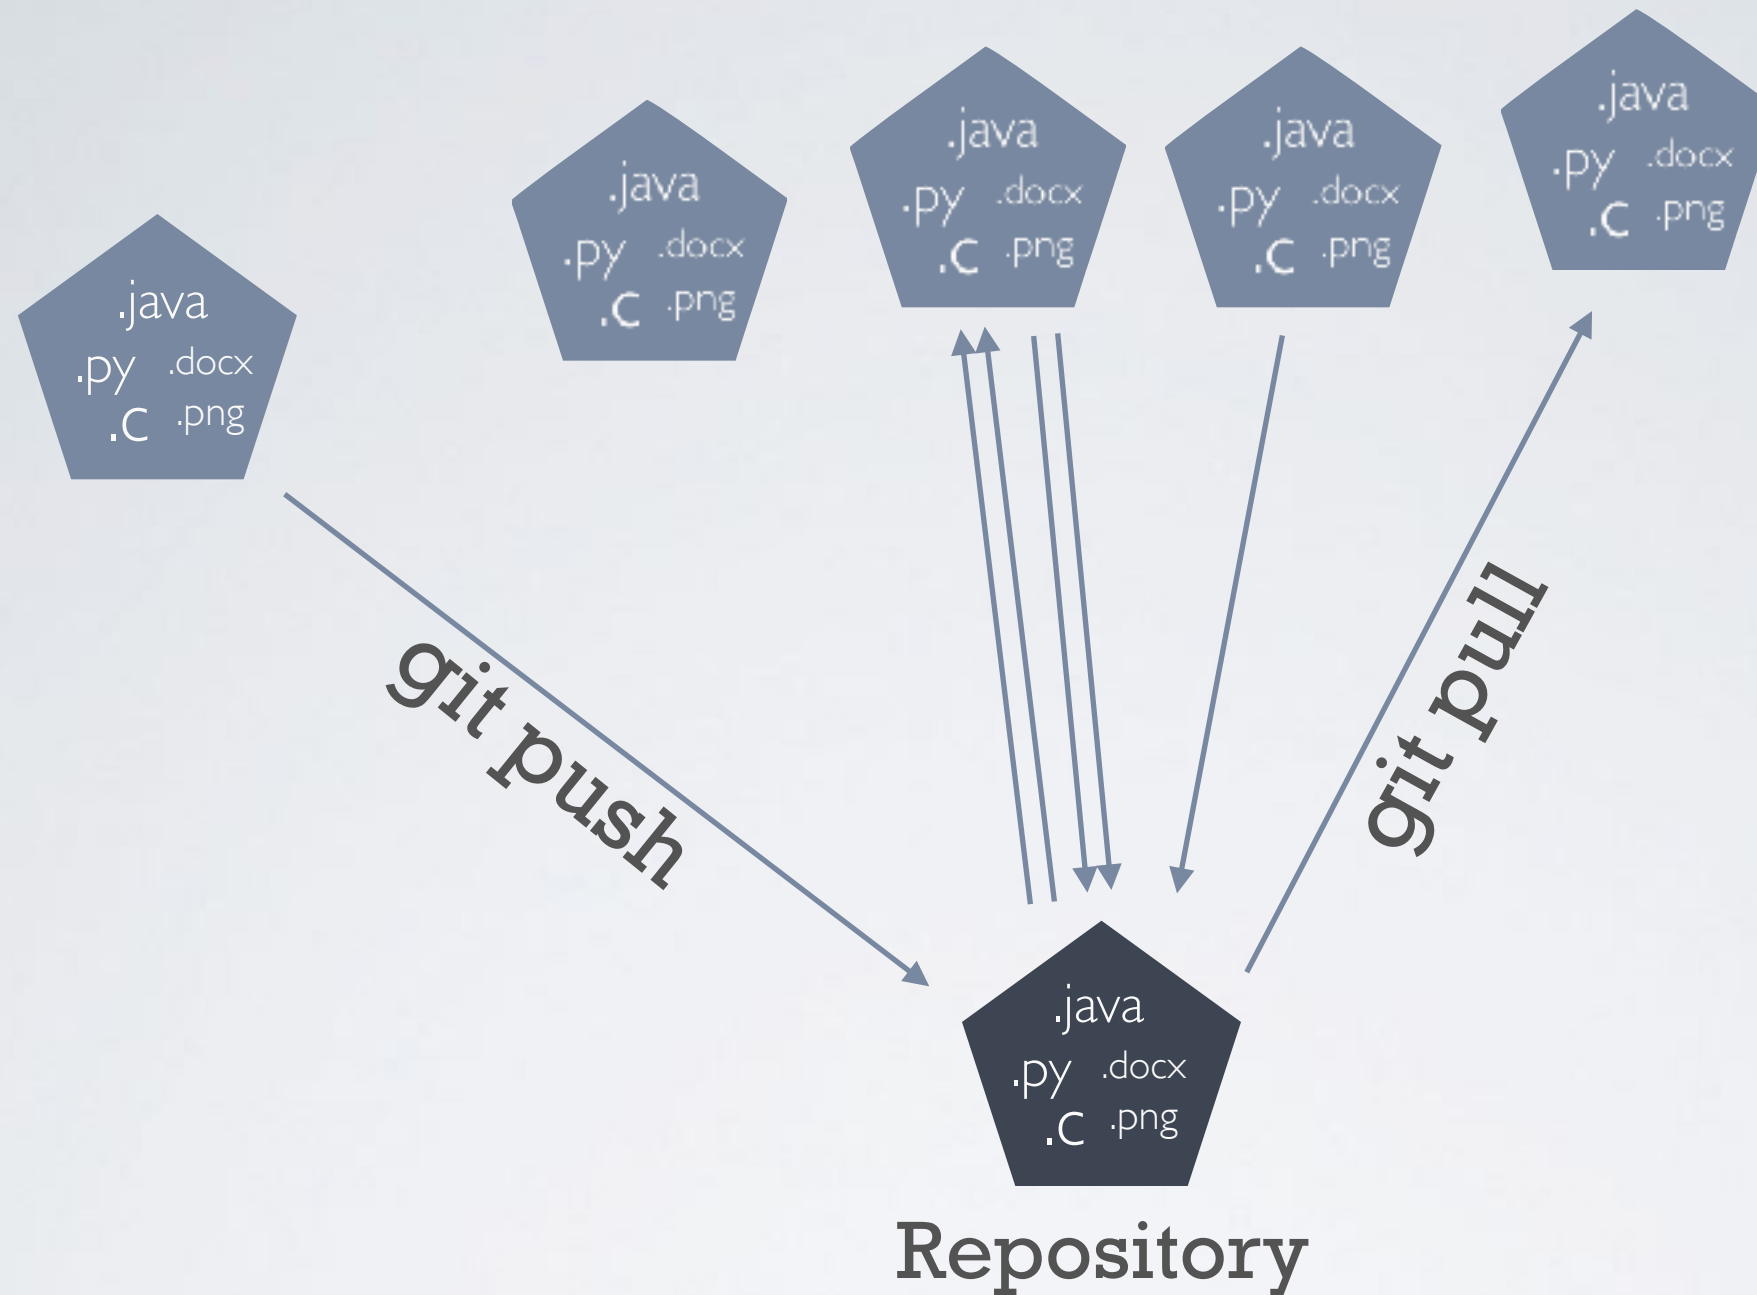 .java
.py .docx
.C .png
.java
.py .docx
.C .png
.java
.py .docx
.C .png
.java
.py .docx
.C .png
.java
.py .docx
.C .png
git push
git pull
.java
.py .docx
.C .png
Repository